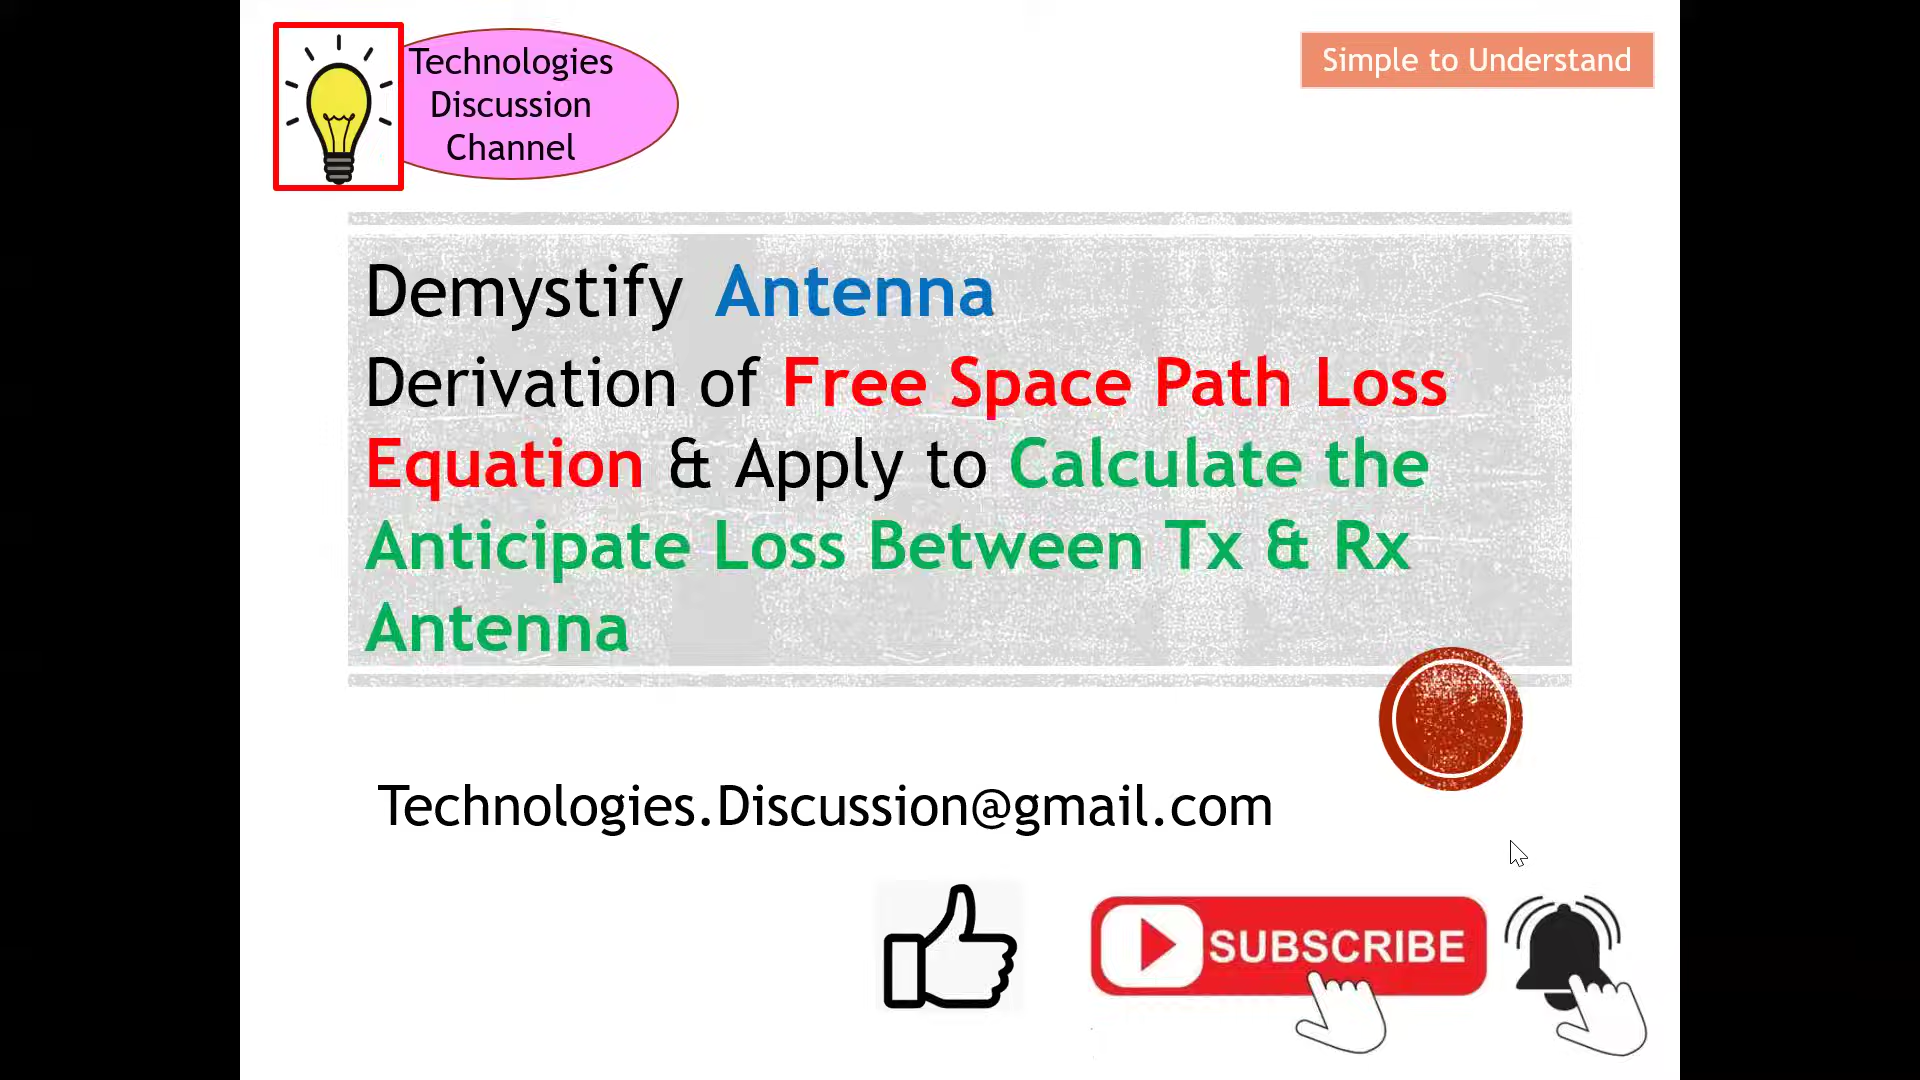 Technologies
Discussion
Channel
Simple to Understand
Demystify Antenna
Derivation of Free Space Path Loss
Equation & Apply to Calculate the
Anticipate Loss Between Tx & Rx
Antenna
Technologies.Discussion@gmail.com
SUBSCRIBE